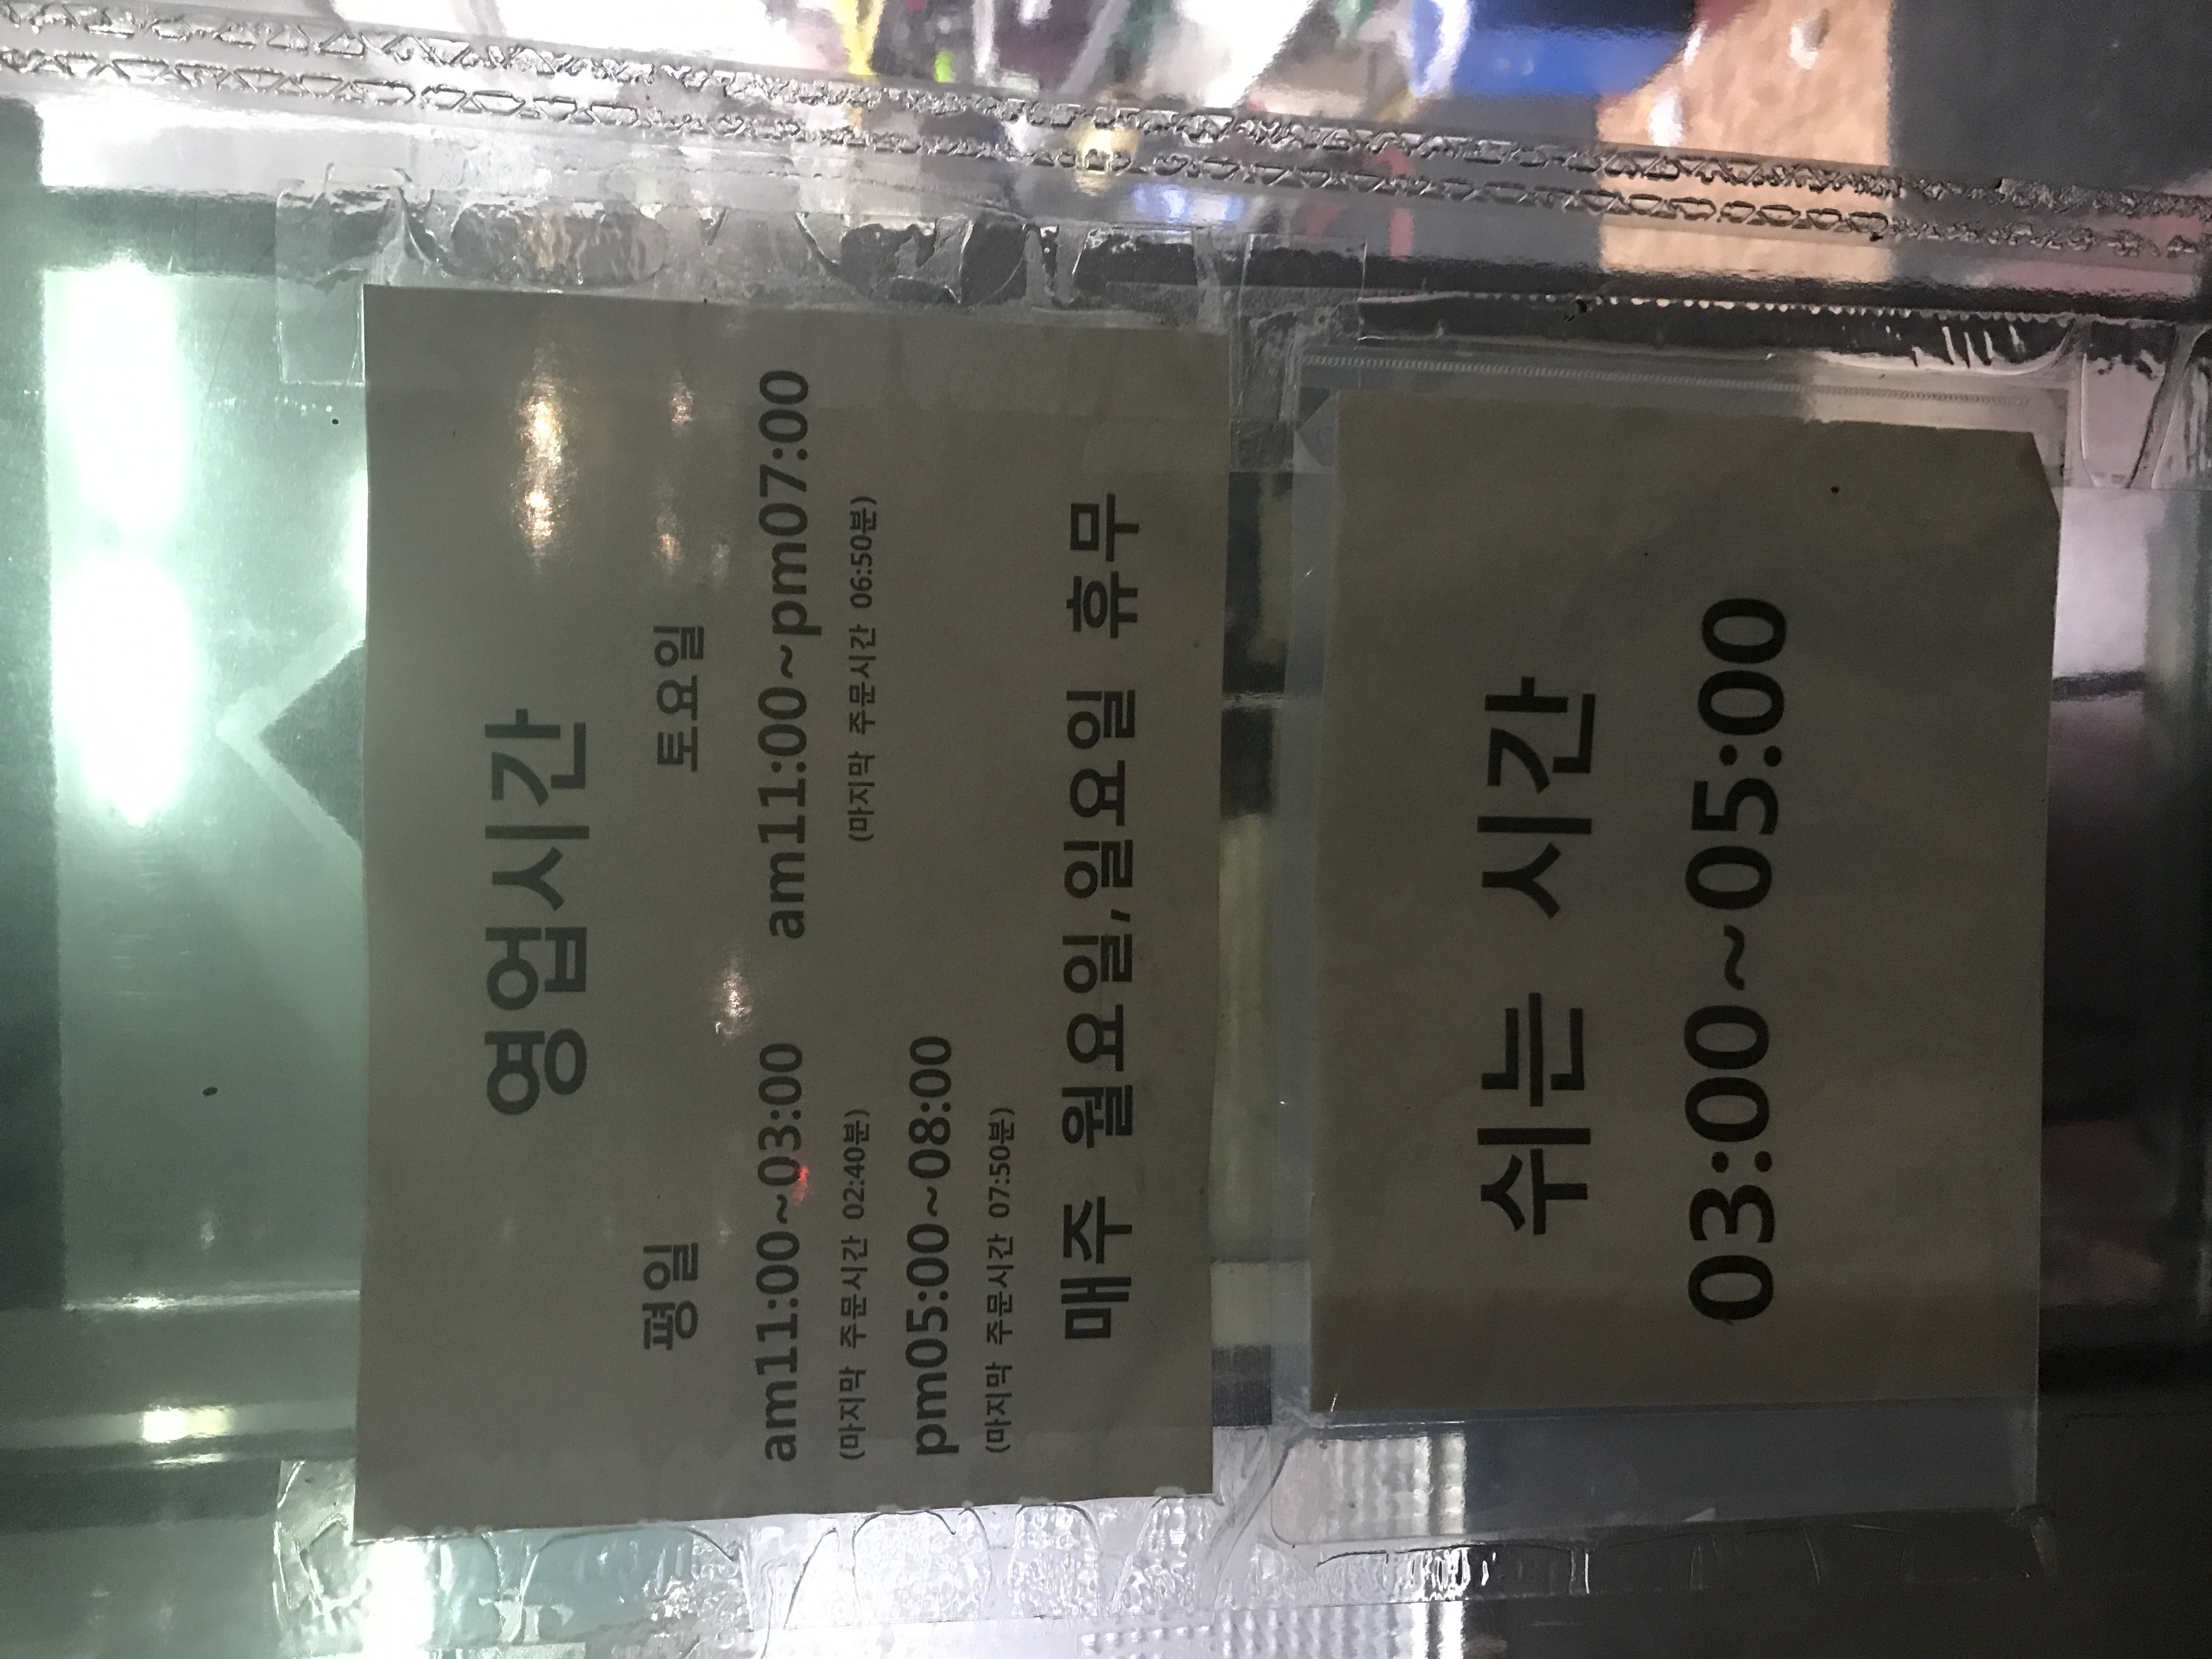 영업시간
평일 토요일
am11:00~03:00 am11:00~pm07:00
(마지막 주문시간 02:40분) (마지막 주문시간 06:50분)
pm05:00~08:00
(마지막 주문시간 07:50분)
매주 월요일,일요일 휴무
쉬는 시간
03:00~05:00